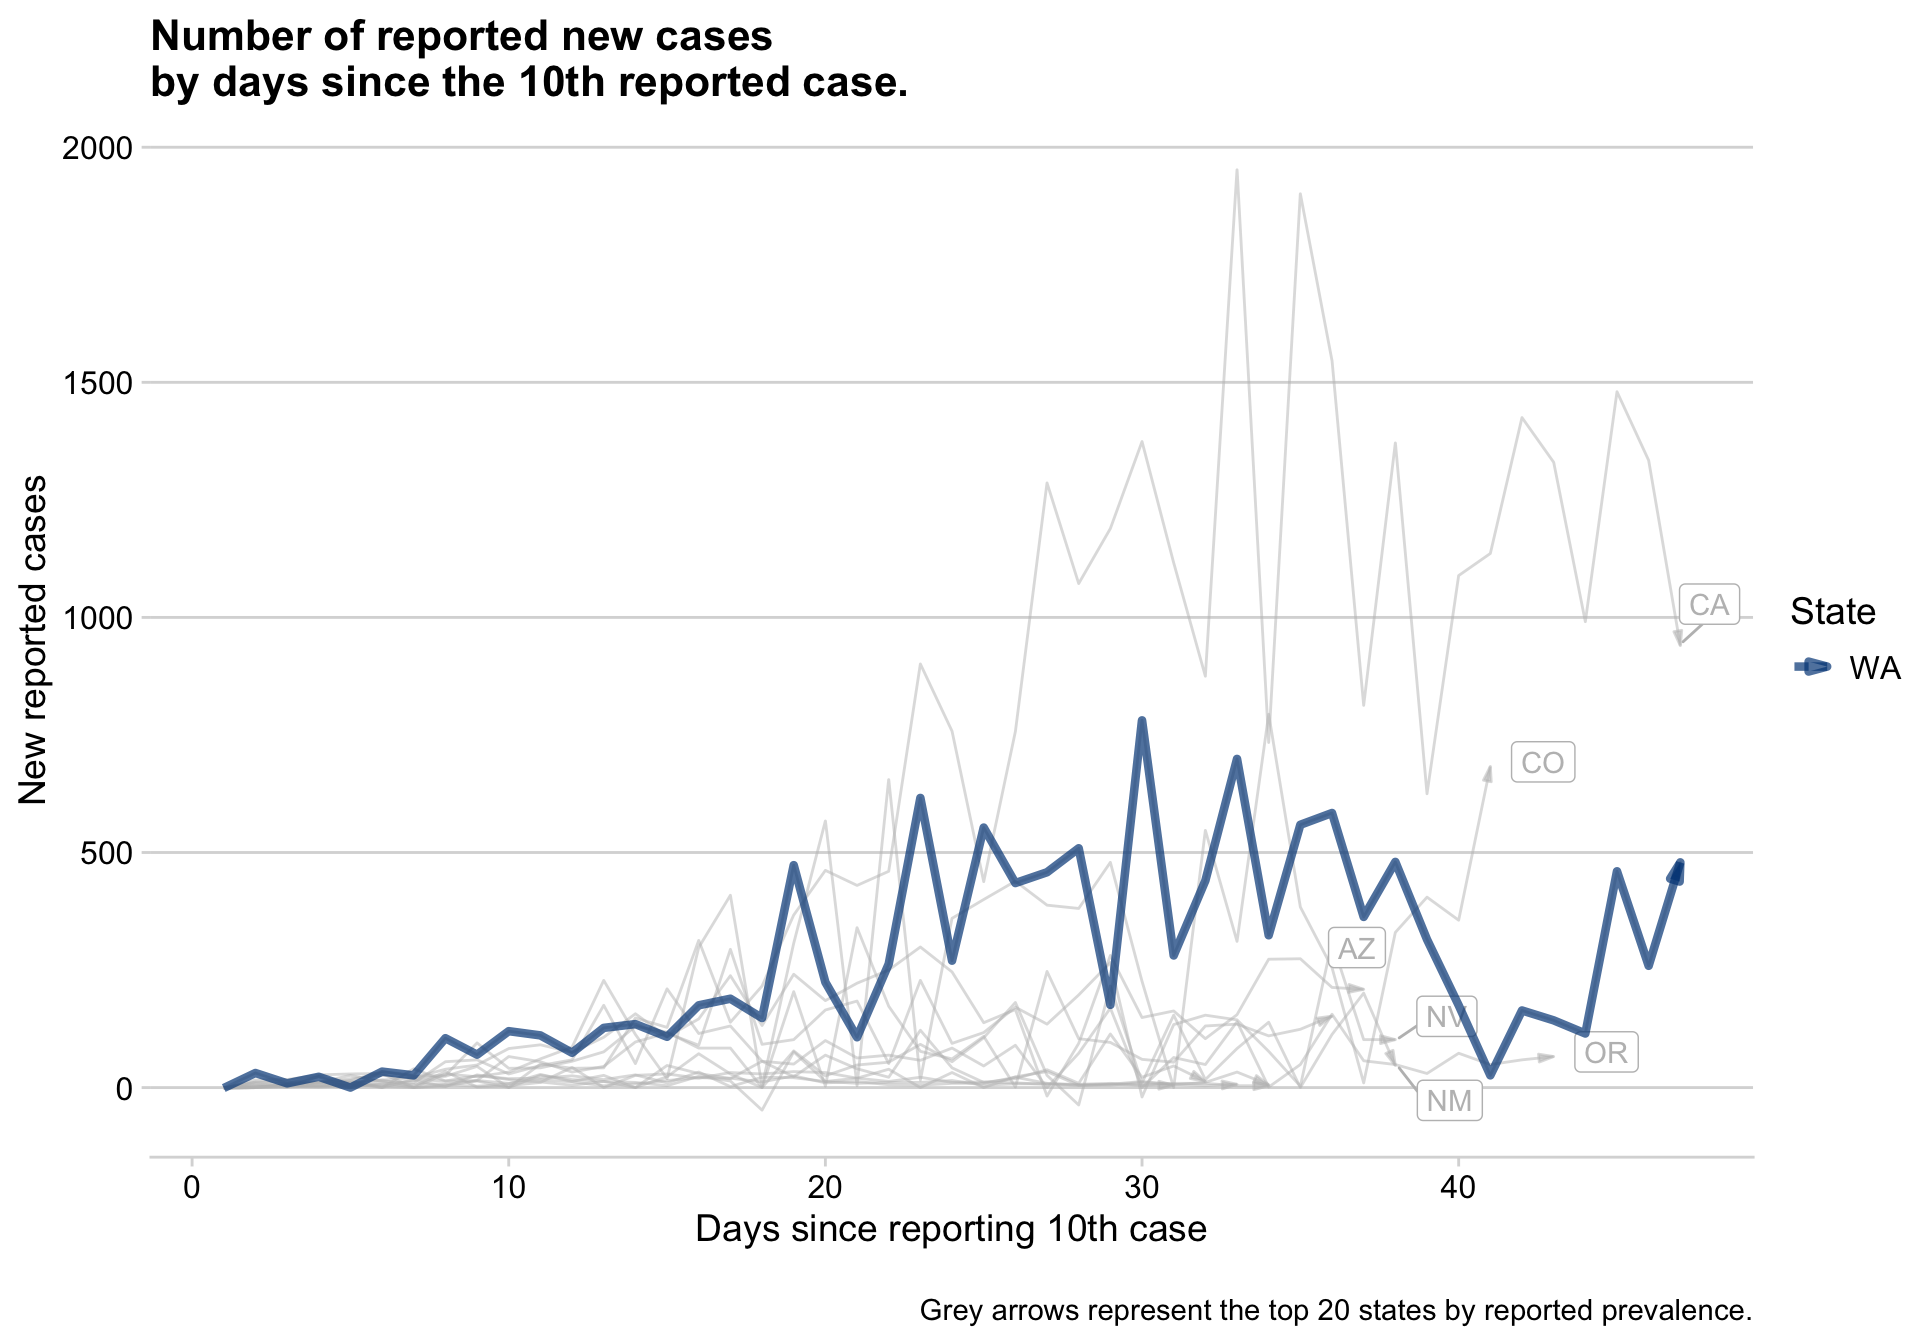 Number of reported new cases
by days since the 10th reported case.
2000
1500
1000
500
0
New reported cases
CA
CO
AZ
NV
OR
NM
State
WA
0
10
20
30
40
Days since reporting 10th case
Grey arrows represent the top 20 states by reported prevalence.